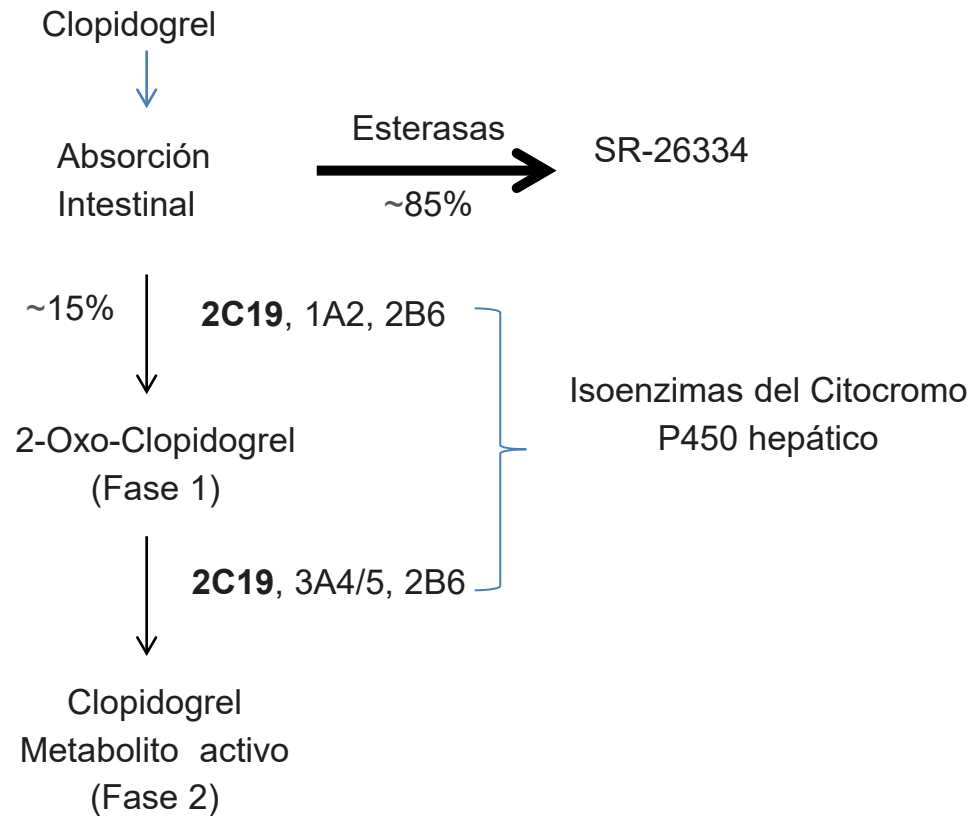 Clopidogrel
Absorción
Intestinal
Esterasas
~85%
SR-26334
~15%
2C19, 1A2, 2B6
2-Oxo-Clopidogrel
(Fase 1)
Isoenzimas del Citocromo
P450 hepático
2C19, 3A4/5, 2B6
Clopidogrel
Metabolito activo
(Fase 2)